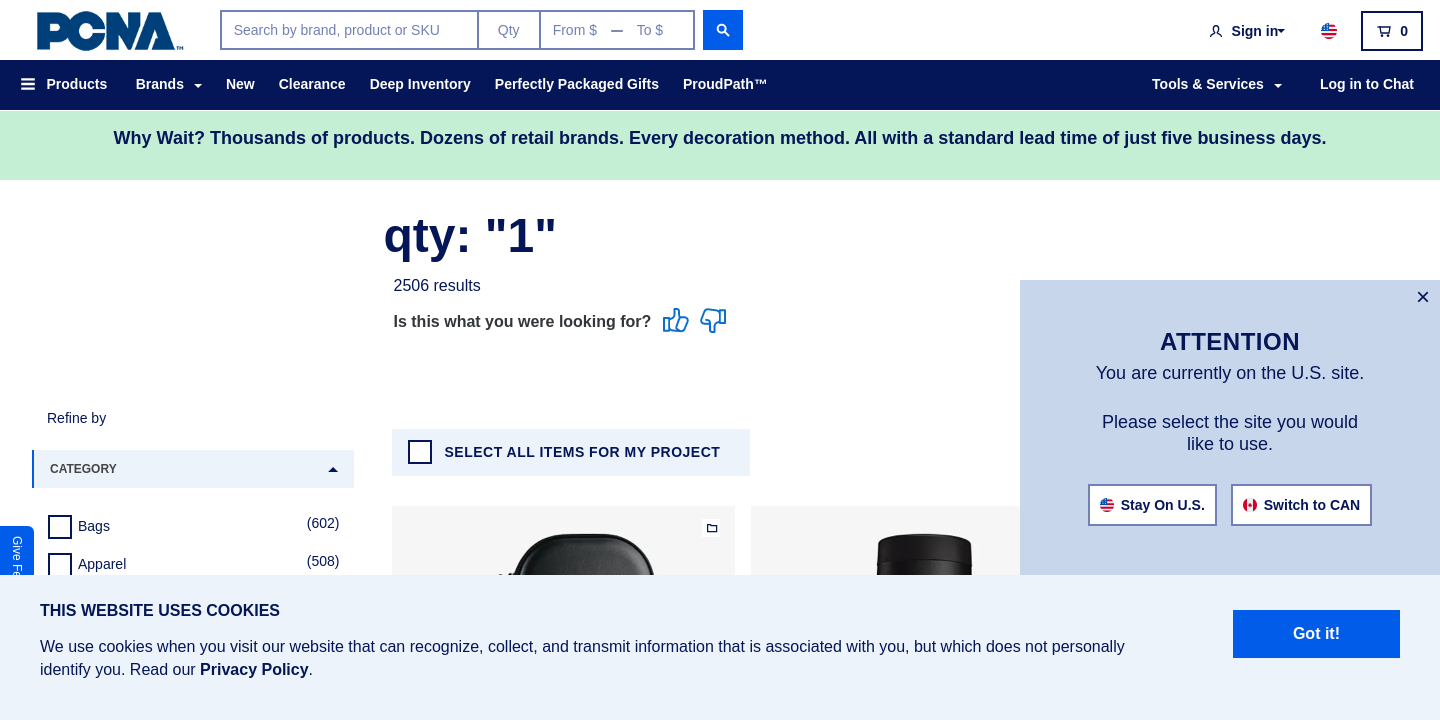 PCNA™
Search by brand, product or SKU
Qty
From $ — To $
Sign in
0
Products
Brands
New
Clearance
Deep Inventory
Perfectly Packaged Gifts
ProudPath™
Tools & Services
Log in to Chat
Why Wait? Thousands of products. Dozens of retail brands. Every decoration method. All with a standard lead time of just five business days.
qty: "1"
2506 results
Is this what you were looking for?
ATTENTION
You are currently on the U.S. site.
Please select the site you would
like to use.
Stay On U.S.
Switch to CAN
Refine by
CATEGORY
Bags (602)
Apparel (508)
SELECT ALL ITEMS FOR MY PROJECT
Give
THIS WEBSITE USES COOKIES
We use cookies when you visit our website that can recognize, collect, and transmit information that is associated with you, but which does not personally
identify you. Read our Privacy Policy.
Got it!